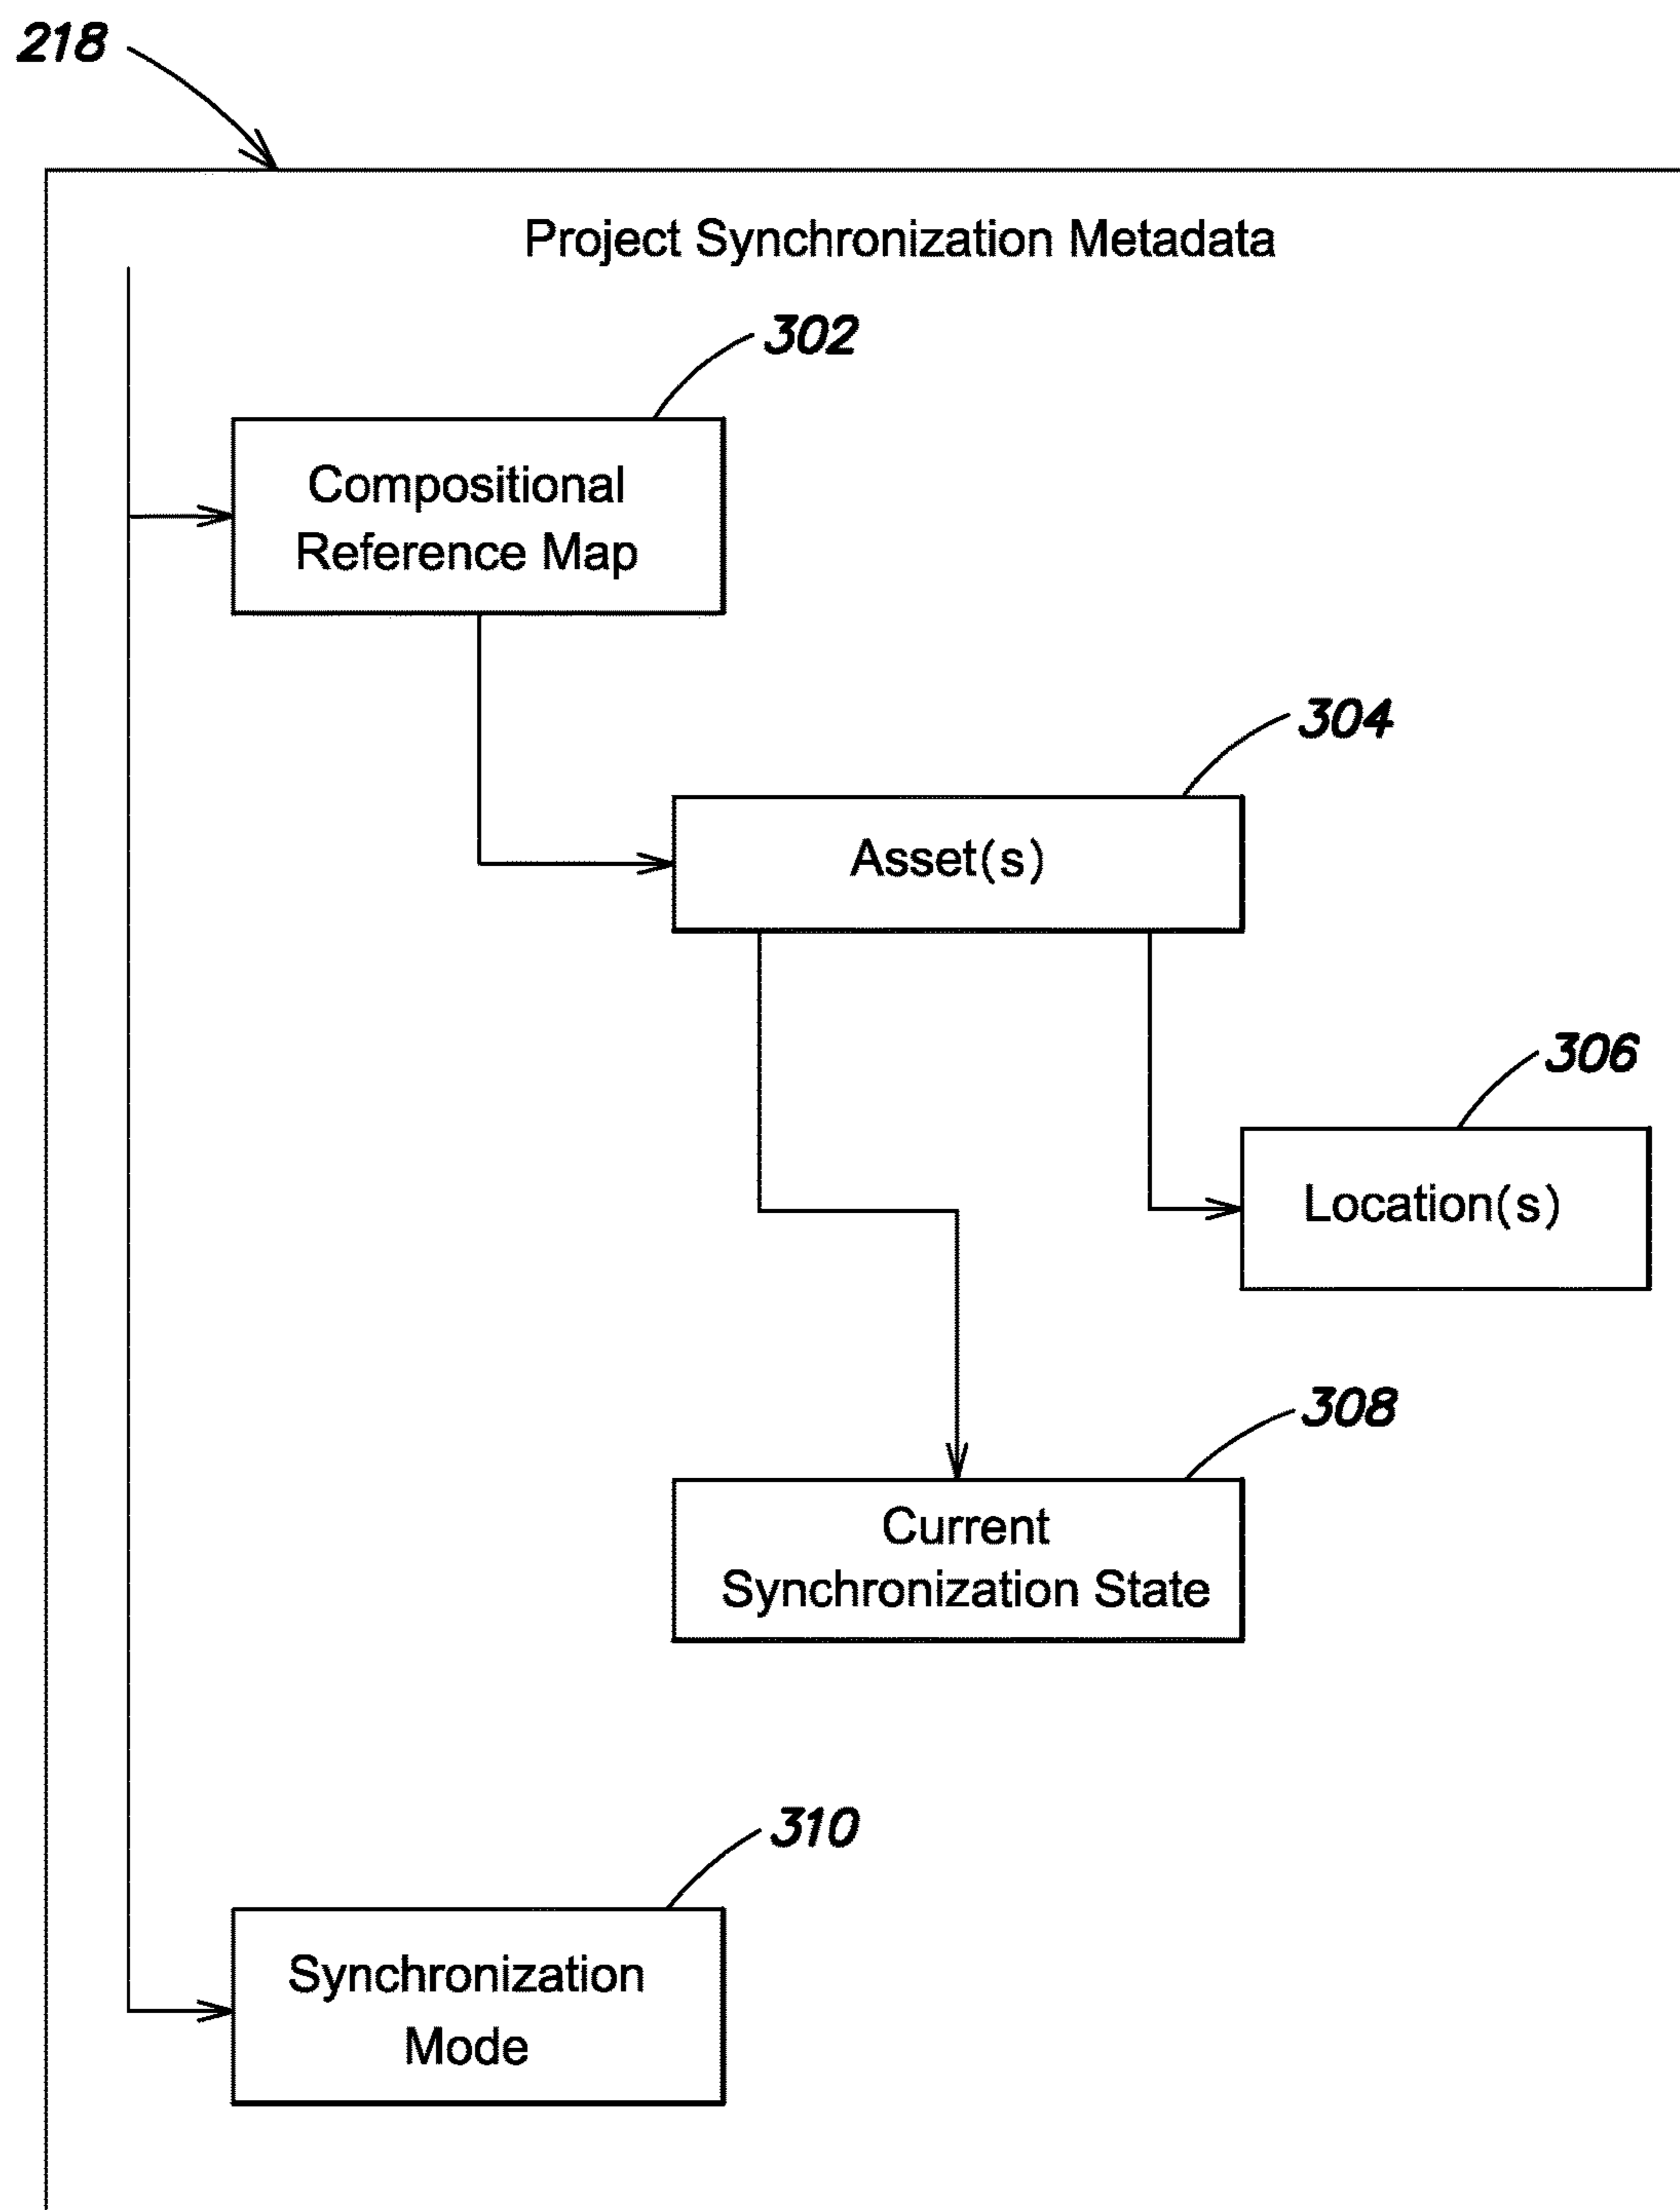 218
Project Synchronization Metadata
302
Compositional
Reference Map
304
Asset(s)
306
Location(s)
308
Current
Synchronization State
310
Synchronization
Mode